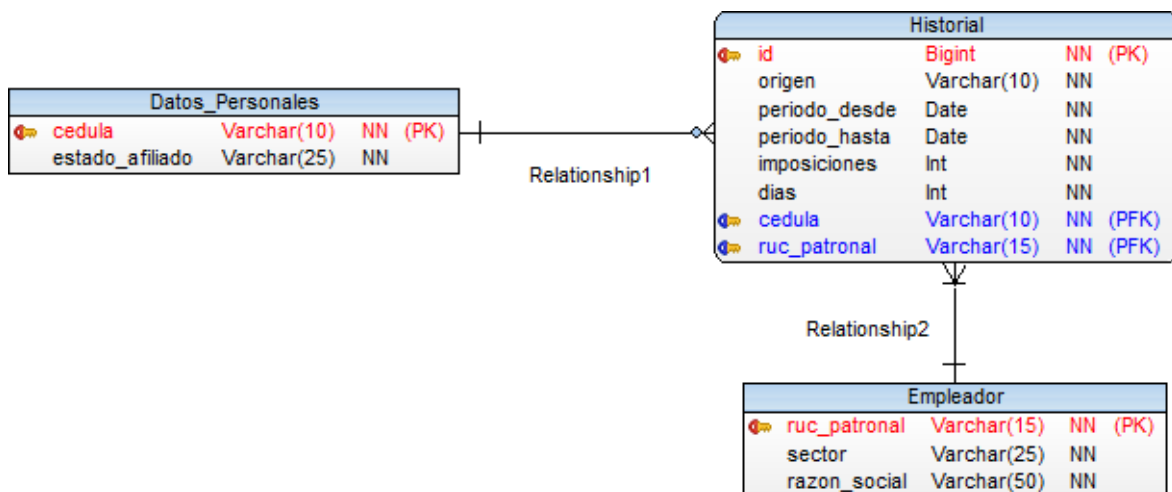 Historial
id Bigint NN (PK)
origen Varchar(10) NN
periodo_desde Date NN
periodo_hasta Date NN
imposiciones Int NN
dias Int NN
cedula Varchar(10) NN (PFK)
ruc_patronal Varchar(15) NN (PFK)
Datos_Personales
cedula Varchar(10) NN (PK)
estado_afiliado Varchar(25) NN
Relationship1
Relationship2
Empleador
ruc_patronal Varchar(15) NN (PK)
sector Varchar(25) NN
razon_social Varchar(50) NN